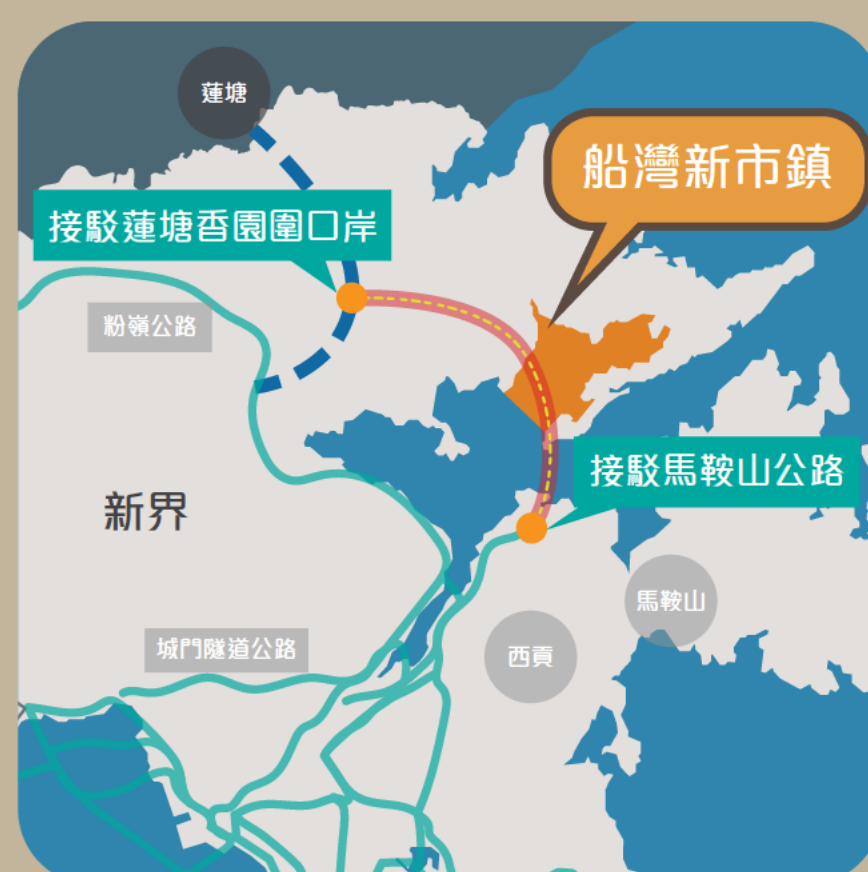 蓮塘
船灣新市鎮
接駁蓮塘香園圍口岸
粉嶺公路
接駁馬鞍山公路
新界
馬鞍山
城門隧道公路
西貢